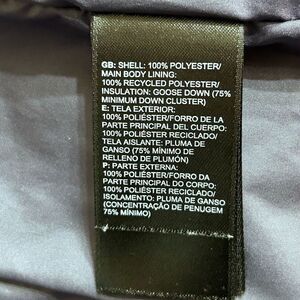 GB: SHELL: 100% POLYESTER/
MAIN BODY LINING:
100% RECYCLED POLYESTER/
INSULATION: GOOSE DOWN (75%
MINIMUM DOWN CLUSTER)
E: TELA EXTERIOR:
100% POLIÉSTER/FORRO DE LA
PARTE PRINCIPAL DEL CUERPO:
100% POLIÉSTER RECICLADO/
TELA AISLANTE: PLUMA DE
GANSO (75% MÍNIMO DE
RELLENO DE PLUMÓN)
P: PARTE EXTERNA:
100% POLIÉSTER/FORRO DA
PARTE PRINCIPAL DO CORPO:
100% POLIÉSTER RECICLADO/
ISOLAMENTO: PLUMA DE GANSO
(CONCENTRAÇÃO DE PENUGEM
75% MÍNIMO)